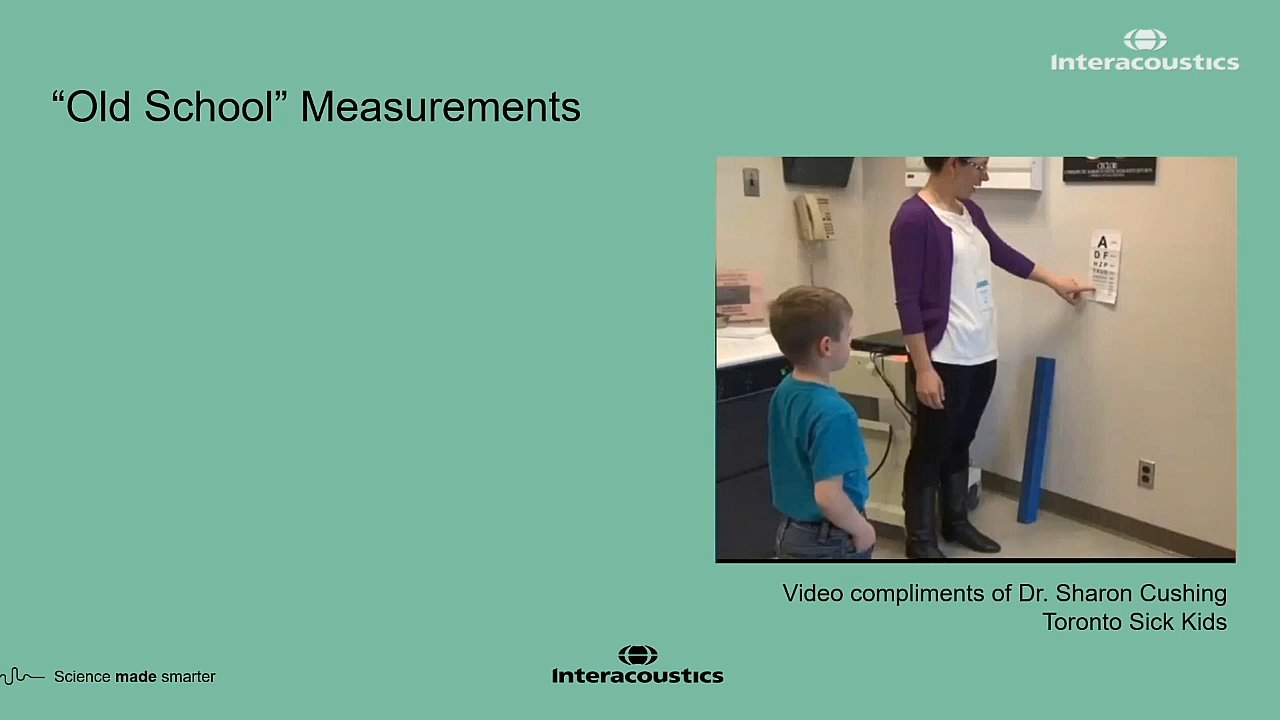 Interacoustics
“Old School” Measurements
A
D F
H Z P
Video compliments of Dr. Sharon Cushing
Toronto Sick Kids
Science made smarter
Interacoustics